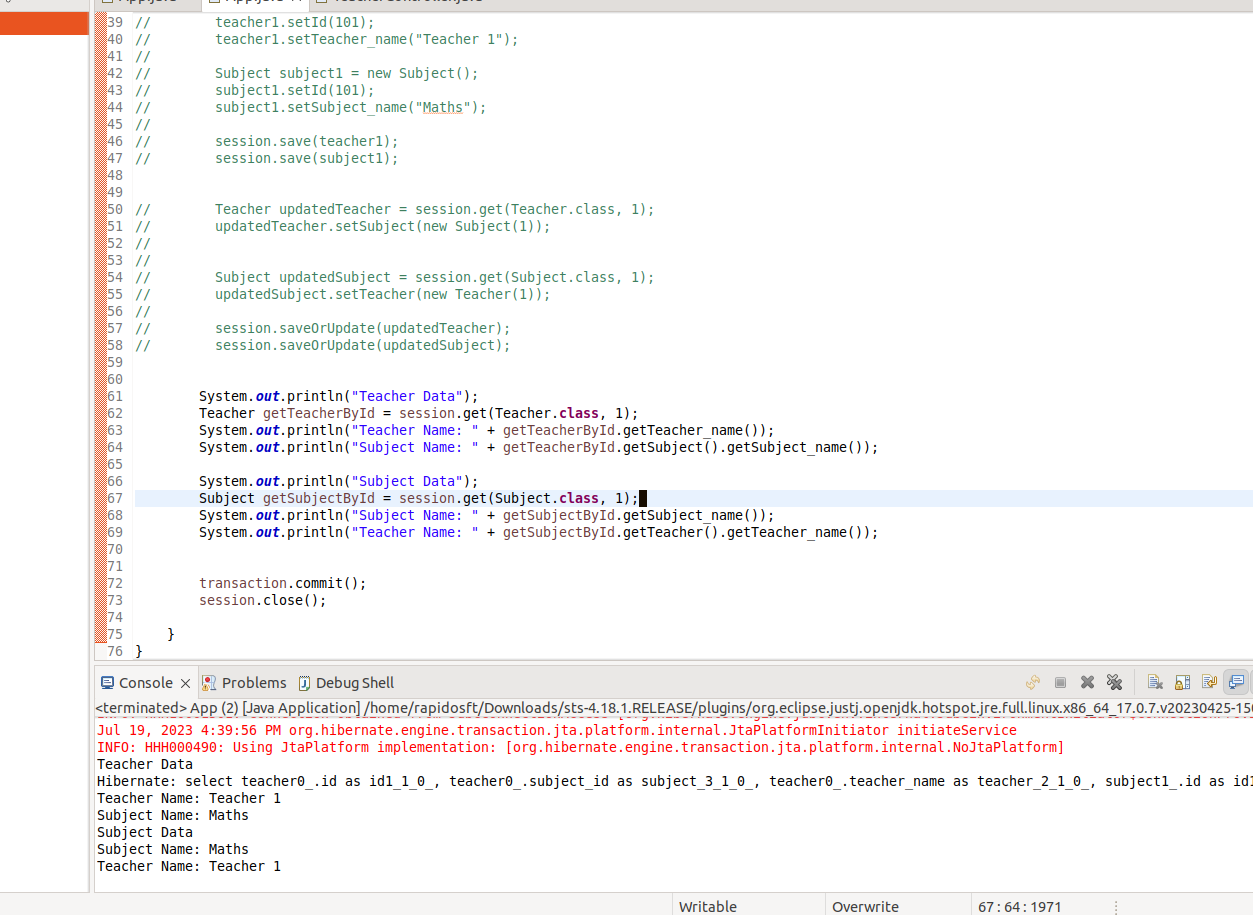 39 //        teacher1.setId(101);
40 //        teacher1.setTeacher_name("Teacher 1");
41 //
42 //        Subject subject1 = new Subject();
43 //        subject1.setId(101);
44 //        subject1.setSubject_name("Maths");
45 //
46 //        session.save(teacher1);
47 //        session.save(subject1);
48
49
50 //        Teacher updatedTeacher = session.get(Teacher.class, 1);
51 //        updatedTeacher.setSubject(new Subject(1));
52 //
53 //
54 //        Subject updatedSubject = session.get(Subject.class, 1);
55 //        updatedSubject.setTeacher(new Teacher(1));
56 //
57 //        session.saveOrUpdate(updatedTeacher);
58 //        session.saveOrUpdate(updatedSubject);
59
60
61        System.out.println("Teacher Data");
62        Teacher getTeacherById = session.get(Teacher.class, 1);
63        System.out.println("Teacher Name: " + getTeacherById.getTeacher_name());
64        System.out.println("Subject Name: " + getTeacherById.getSubject().getSubject_name());
65
66        System.out.println("Subject Data");
67        Subject getSubjectById = session.get(Subject.class, 1);
68        System.out.println("Subject Name: " + getSubjectById.getSubject_name());
69        System.out.println("Teacher Name: " + getSubjectById.getTeacher().getTeacher_name());
70
71
72        transaction.commit();
73        session.close();
74
75    }
76 }
Console Problems Debug Shell
<terminated> App (2) [Java Application] /home/rapidosoft/Downloads/sts-4.18.1.RELEASE/plugins/org.eclipse.justj.openjdk.hotspot.jre.full.linux.x86_64_17.0.7.v20230425-150
Jul 19, 2023 4:39:56 PM org.hibernate.engine.transaction.jta.platform.internal.JtaPlatformInitiator initiateService
INFO: HHH000490: Using JtaPlatform implementation: [org.hibernate.engine.transaction.jta.platform.internal.NoJtaPlatform]
Teacher Data
Hibernate: select teacher0_.id as id1_1_0_, teacher0_.subject_id as subject_3_1_0_, teacher0_.teacher_name as teacher_2_1_0_, subject1_.id as id1
Teacher Name: Teacher 1
Subject Name: Maths
Subject Data
Subject Name: Maths
Teacher Name: Teacher 1
Writable Overwrite 67 : 64 : 1971